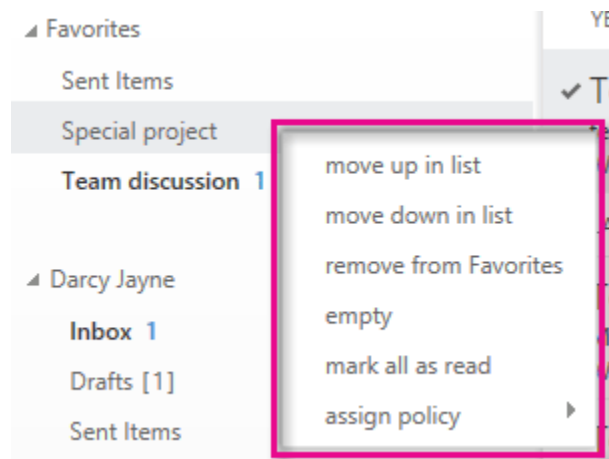 Favorites
Sent Items
Special project
Team discussion 1
Darcy Jayne
Inbox 1
Drafts [1]
Sent Items
move up in list
move down in list
remove from Favorites
empty
mark all as read
assign policy